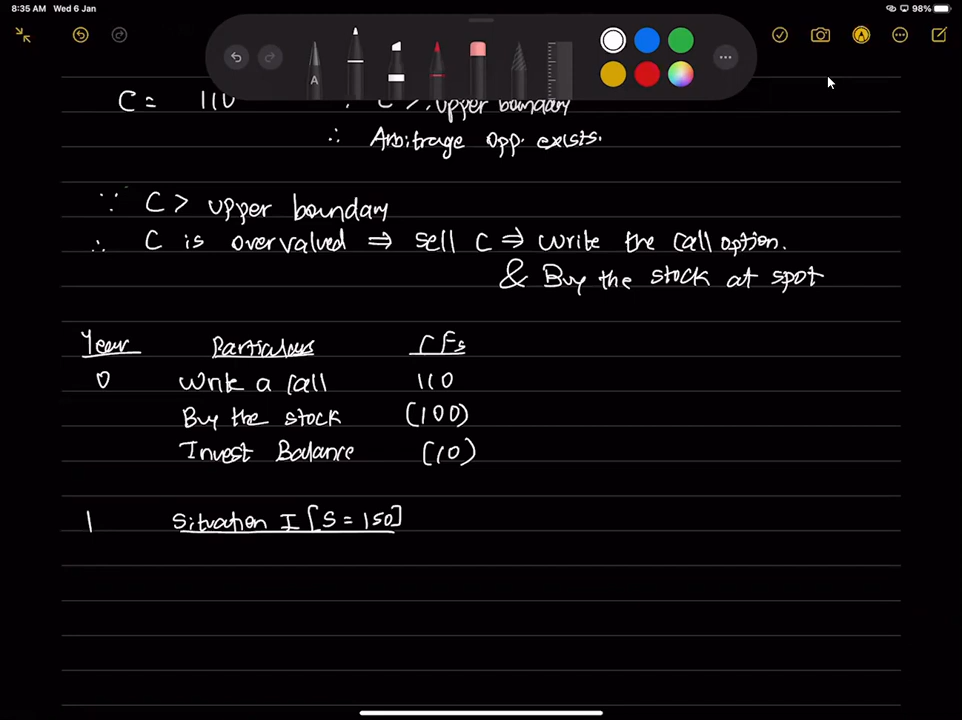 8:35 AM Wed 6 Jan
98%
A
C = 110 ∴ C > upper boundary
∴ Arbitrage opp. exists.
∵ C > upper boundary
∴ C is overvalued ⇒ sell C ⇒ Write the call option.
& Buy the stock at spot
Year Particulars CFs
0 Write a call 110
Buy the stock (100)
Invest Balance (10)
1 Situation I [S = 150]